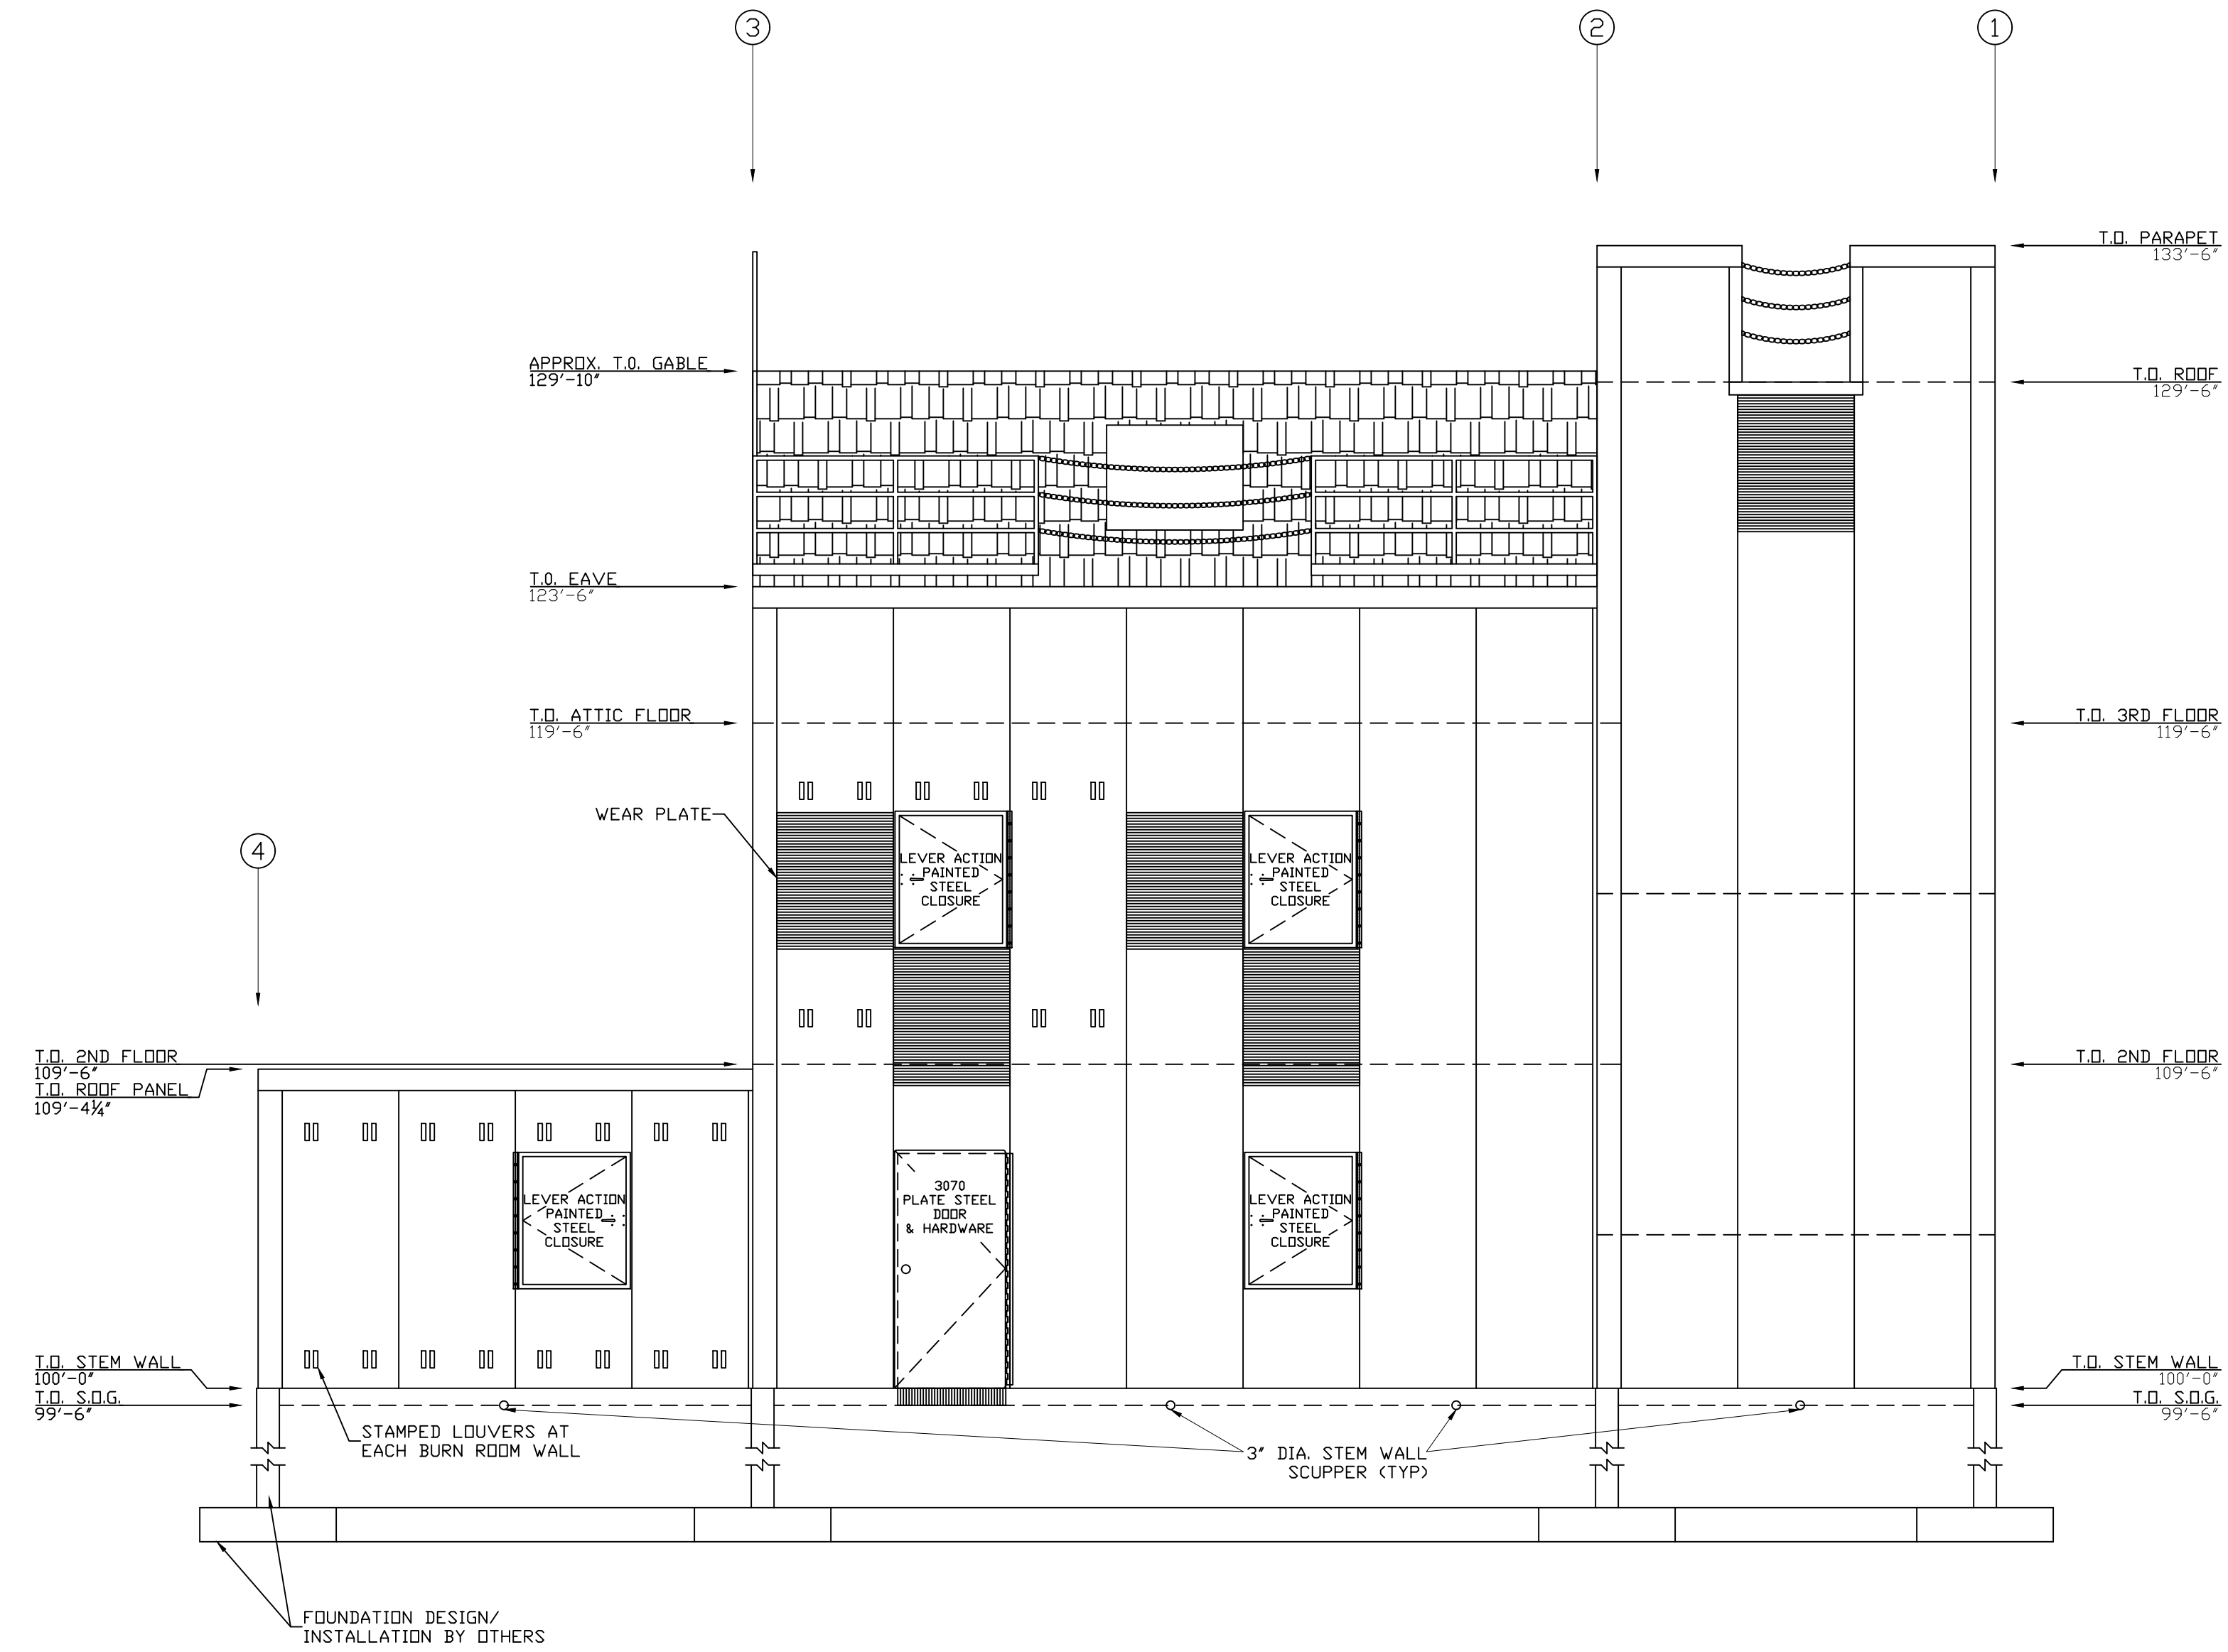 3
2
1
T.O. PARAPET
133'-6"
APPROX. T.O. GABLE
129'-10"
T.O. ROOF
129'-6"
T.O. EAVE
123'-6"
T.O. ATTIC FLOOR
119'-6"
T.O. 3RD FLOOR
119'-6"
WEAR PLATE
4
LEVER ACTION
PAINTED
STEEL
CLOSURE
LEVER ACTION
PAINTED
STEEL
CLOSURE
T.O. 2ND FLOOR
109'-6"
T.O. ROOF PANEL
109'-4¼"
T.O. 2ND FLOOR
109'-6"
LEVER ACTION
PAINTED
STEEL
CLOSURE
3070
PLATE STEEL
DOOR
& HARDWARE
LEVER ACTION
PAINTED
STEEL
CLOSURE
T.O. STEM WALL
100'-0"
T.O. S.O.G.
99'-6"
T.O. STEM WALL
100'-0"
T.O. S.O.G.
99'-6"
STAMPED LOUVERS AT
EACH BURN ROOM WALL
3" DIA. STEM WALL
SCUPPER (TYP)
FOUNDATION DESIGN/
INSTALLATION BY OTHERS